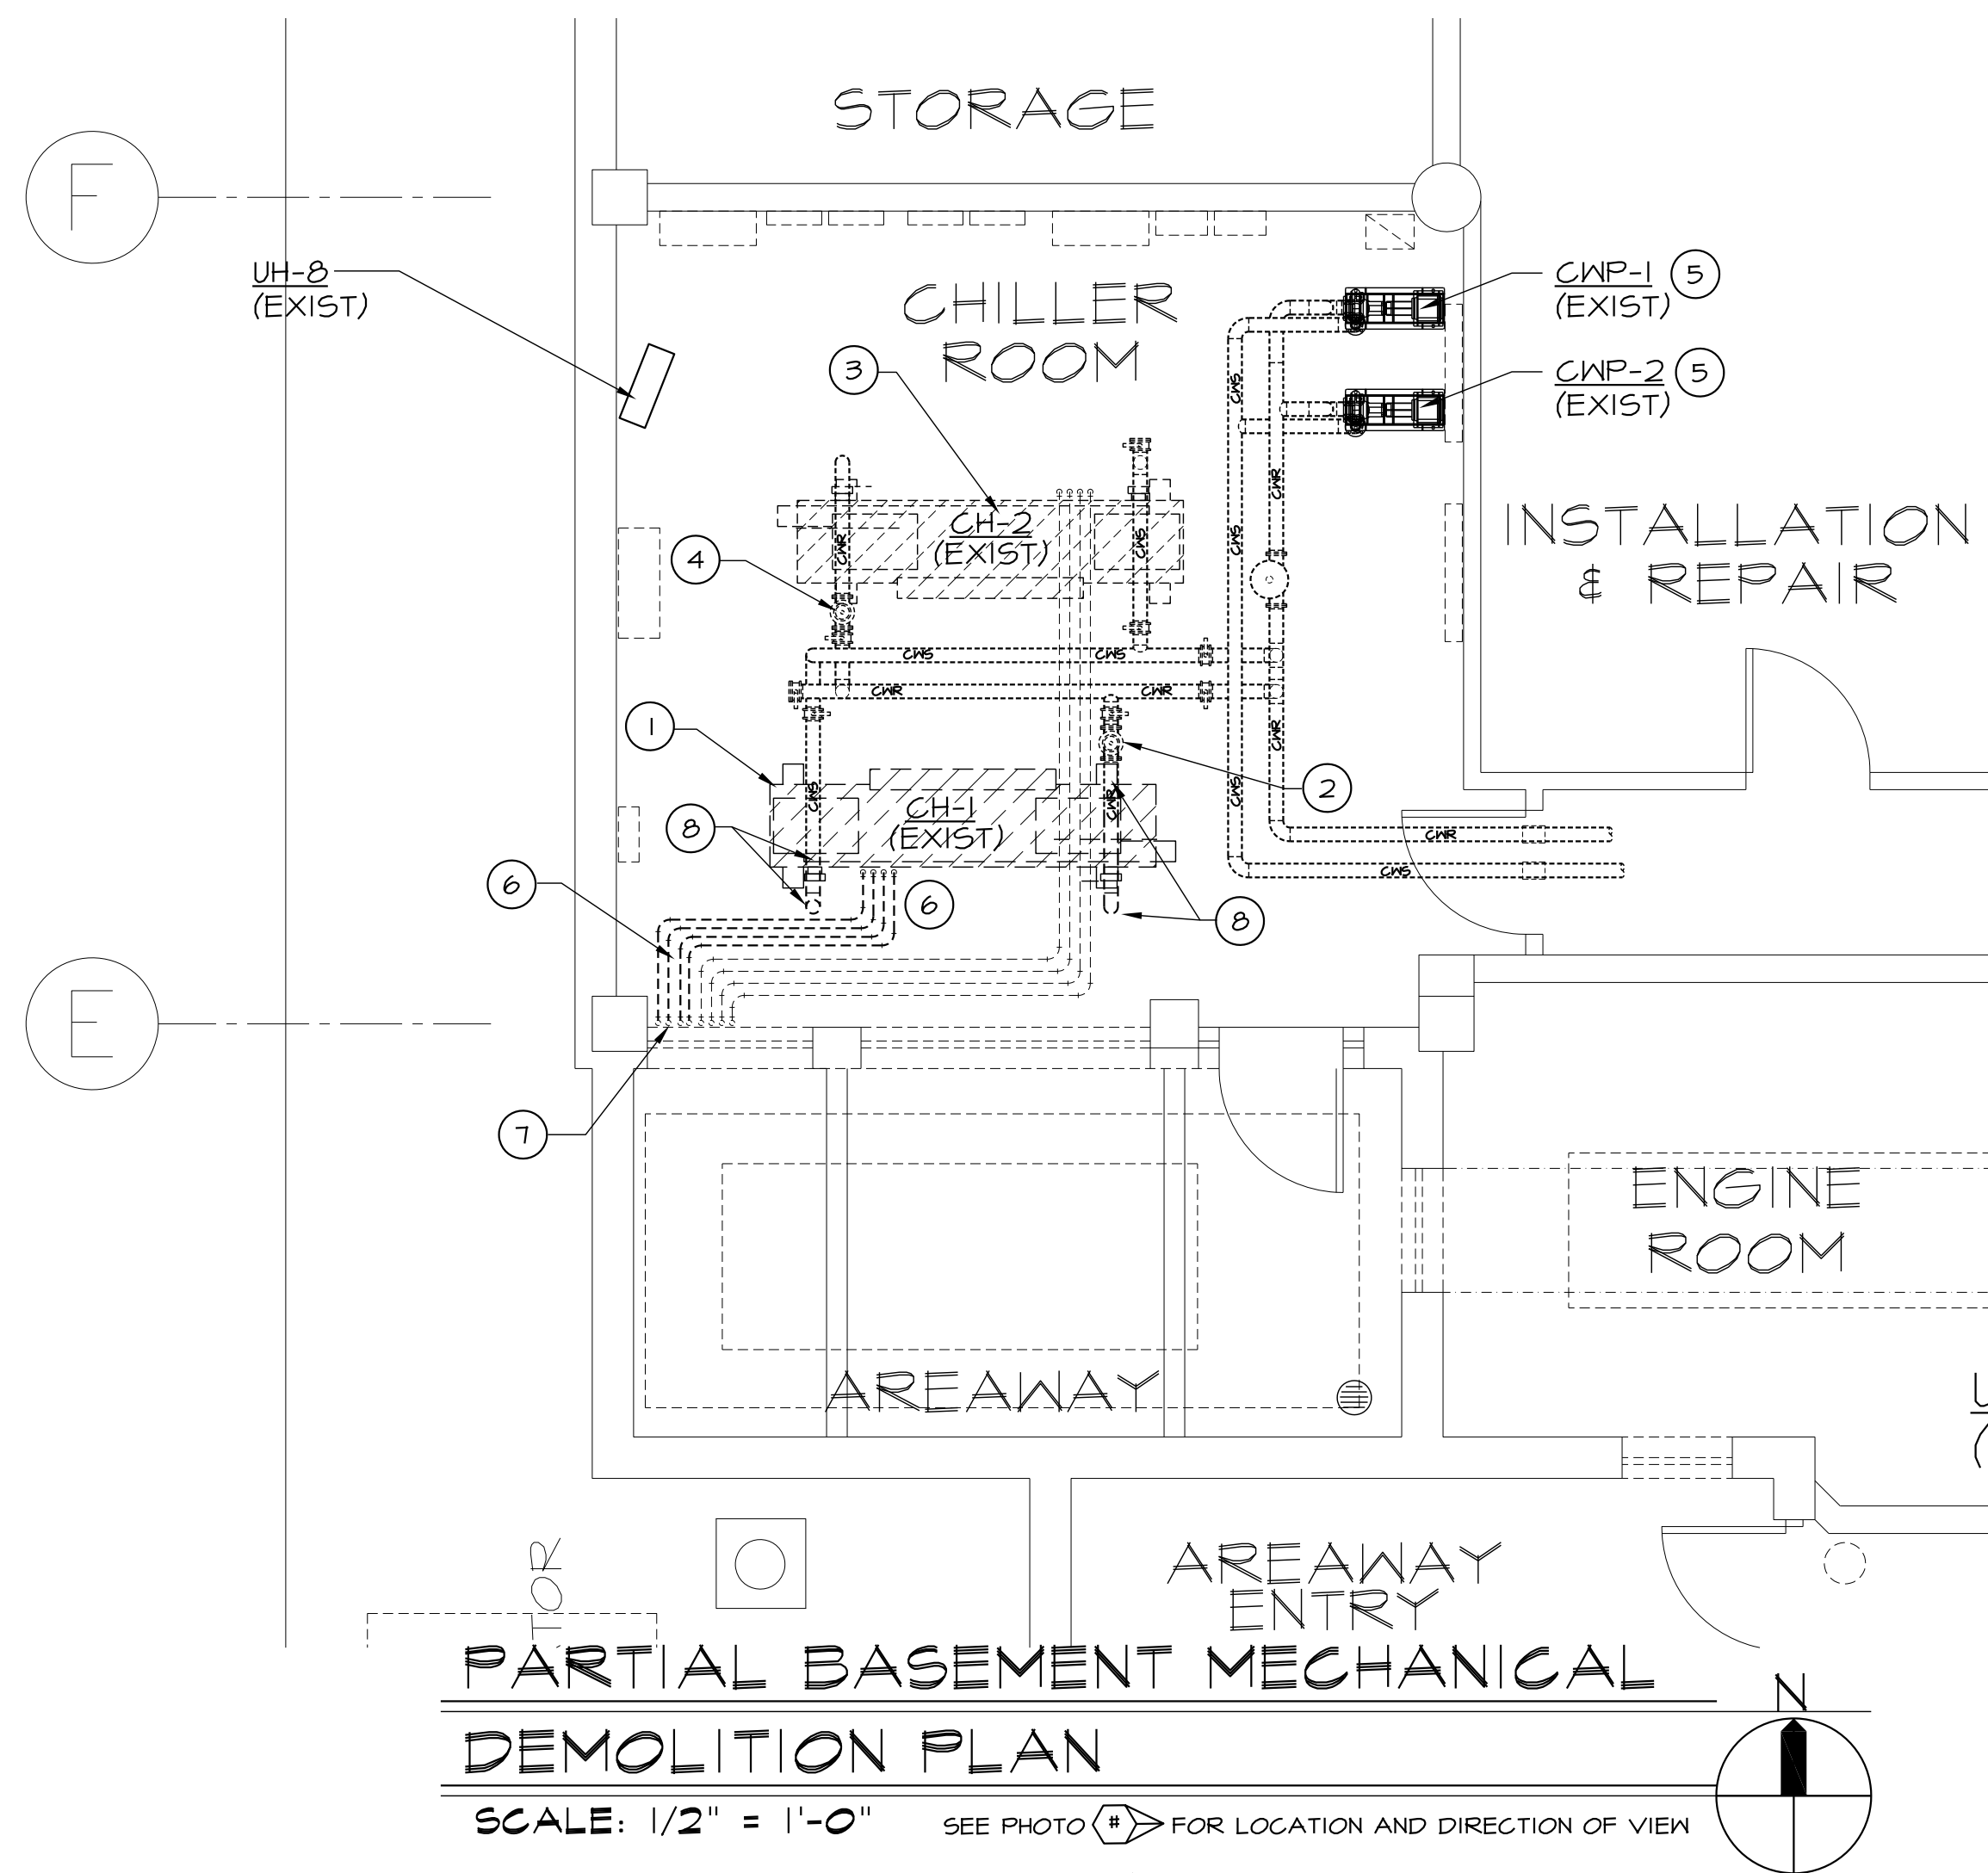 STORAGE
F
UH-8
(EXIST)
CHILLER
ROOM
CWP-1 5
(EXIST)
CWP-2 5
(EXIST)
3
CWS
CWR
INSTALLATION
& REPAIR
CH-2
(EXIST)
CWR
CWS
CWS
4
CWS
CWS
CWR
CWR
1
CWR
2
CWS
CWR
CWS
CH-1
(EXIST)
8
CWR
CWS
6
6
8
E
7
ENGINE
ROOM
AREAWAY
U
(
AREAWAY
ENTRY
PARTIAL BASEMENT MECHANICAL
DEMOLITION PLAN
N
SCALE: 1/2" = 1'-0"
SEE PHOTO # FOR LOCATION AND DIRECTION OF VIEW